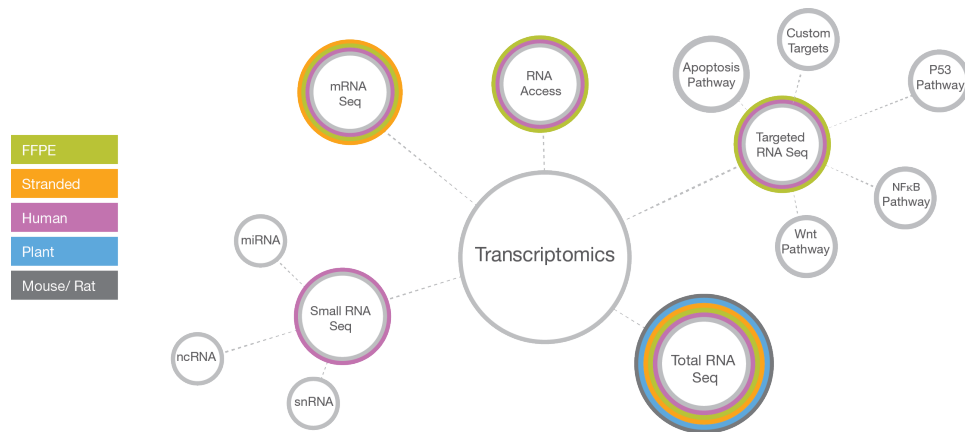 FFPE
Stranded
Human
Plant
Mouse/ Rat
mRNA
Seq
RNA
Access
Apoptosis
Pathway
Custom
Targets
P53
Pathway
Targeted
RNA Seq
NFκB
Pathway
Wnt
Pathway
Transcriptomics
miRNA
Small RNA
Seq
ncRNA
snRNA
Total RNA
Seq